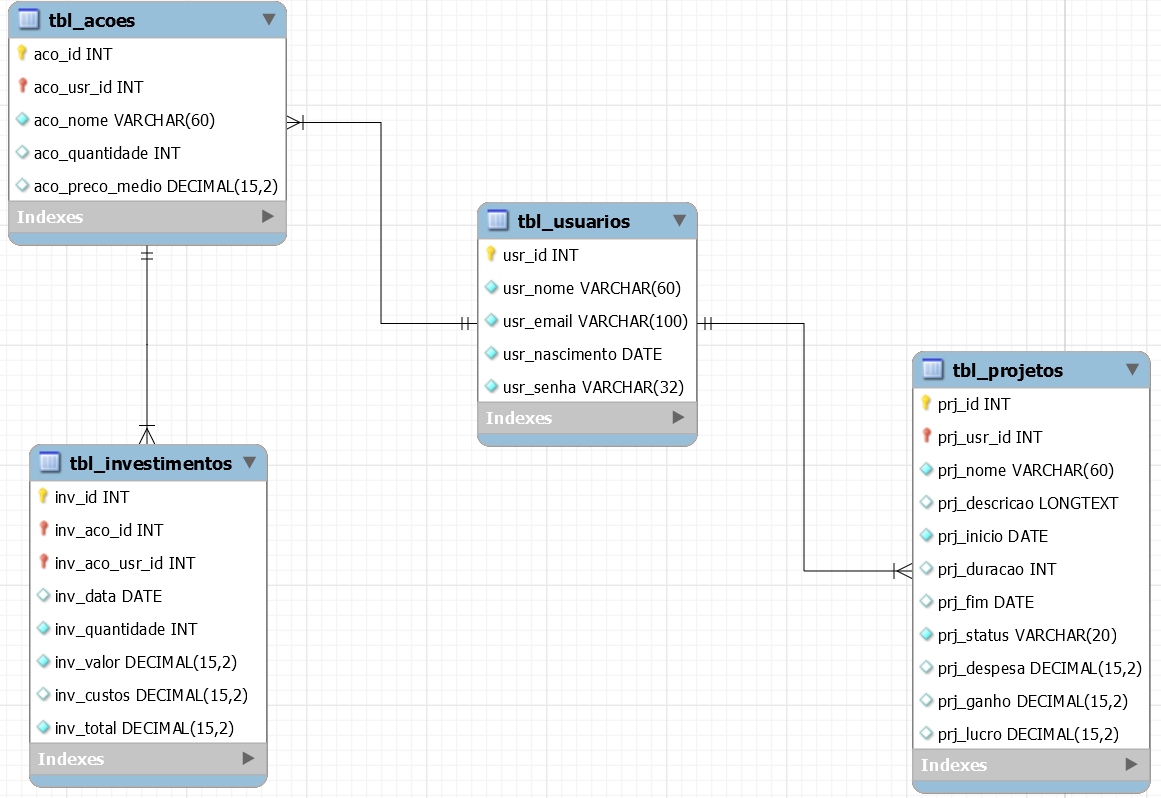 tbl_acoes
aco_id INT
aco_usr_id INT
aco_nome VARCHAR(60)
aco_quantidade INT
aco_preco_medio DECIMAL(15,2)
Indexes
tbl_usuarios
usr_id INT
usr_nome VARCHAR(60)
usr_email VARCHAR(100)
usr_nascimento DATE
usr_senha VARCHAR(32)
Indexes
tbl_projetos
prj_id INT
prj_usr_id INT
prj_nome VARCHAR(60)
prj_descricao LONGTEXT
prj_inicio DATE
prj_duracao INT
prj_fim DATE
prj_status VARCHAR(20)
prj_despesa DECIMAL(15,2)
prj_ganho DECIMAL(15,2)
prj_lucro DECIMAL(15,2)
Indexes
tbl_investimentos
inv_id INT
inv_aco_id INT
inv_aco_usr_id INT
inv_data DATE
inv_quantidade INT
inv_valor DECIMAL(15,2)
inv_custos DECIMAL(15,2)
inv_total DECIMAL(15,2)
Indexes